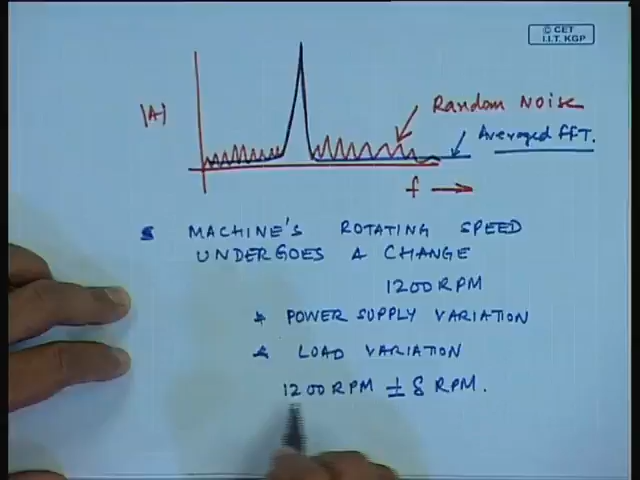 © CET
I.I.T. KGP
|A|
Random Noise
Averaged FFT.
f →
MACHINE'S ROTATING SPEED
UNDERGOES A CHANGE
1200 RPM
* POWER SUPPLY VARIATION
* LOAD VARIATION
1200 RPM ± δ RPM.